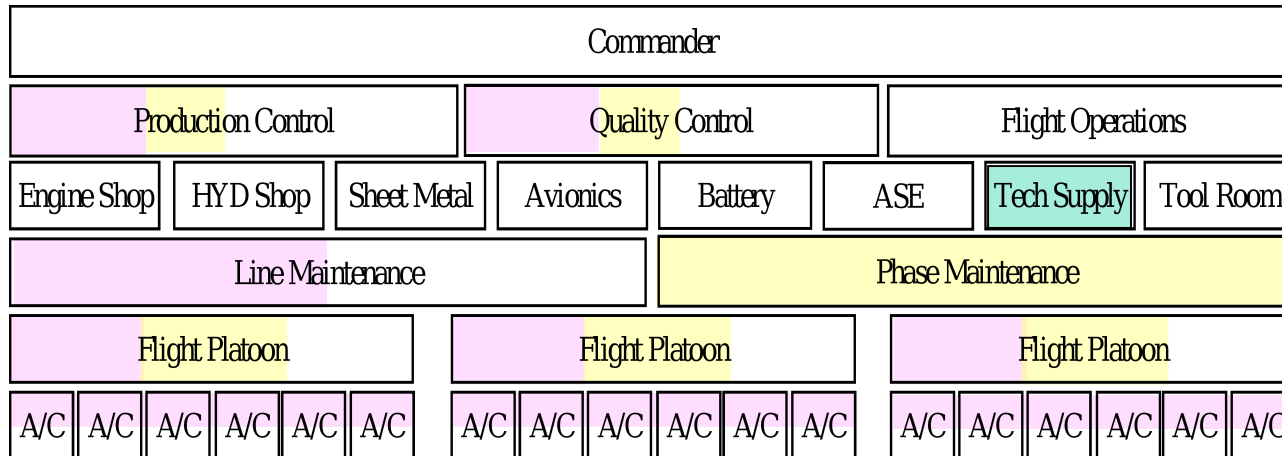 Commander
Production Control Quality Control Flight Operations
Engine Shop HYD Shop Sheet Metal Avionics Battery ASE Tech Supply Tool Room
Line Maintenance Phase Maintenance
Flight Platoon Flight Platoon Flight Platoon
A/C A/C A/C A/C A/C A/C A/C A/C A/C A/C A/C A/C A/C A/C A/C A/C A/C A/C